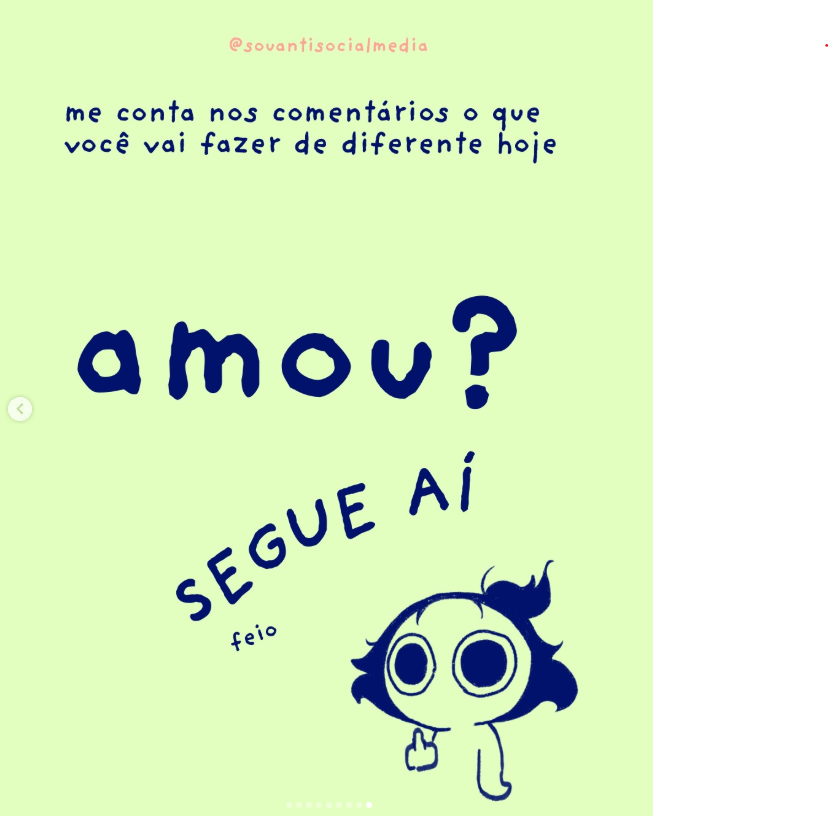 @souantisocialmedia
me conta nos comentários o que
você vai fazer de diferente hoje
amou?
SEGUE AÍ
feio